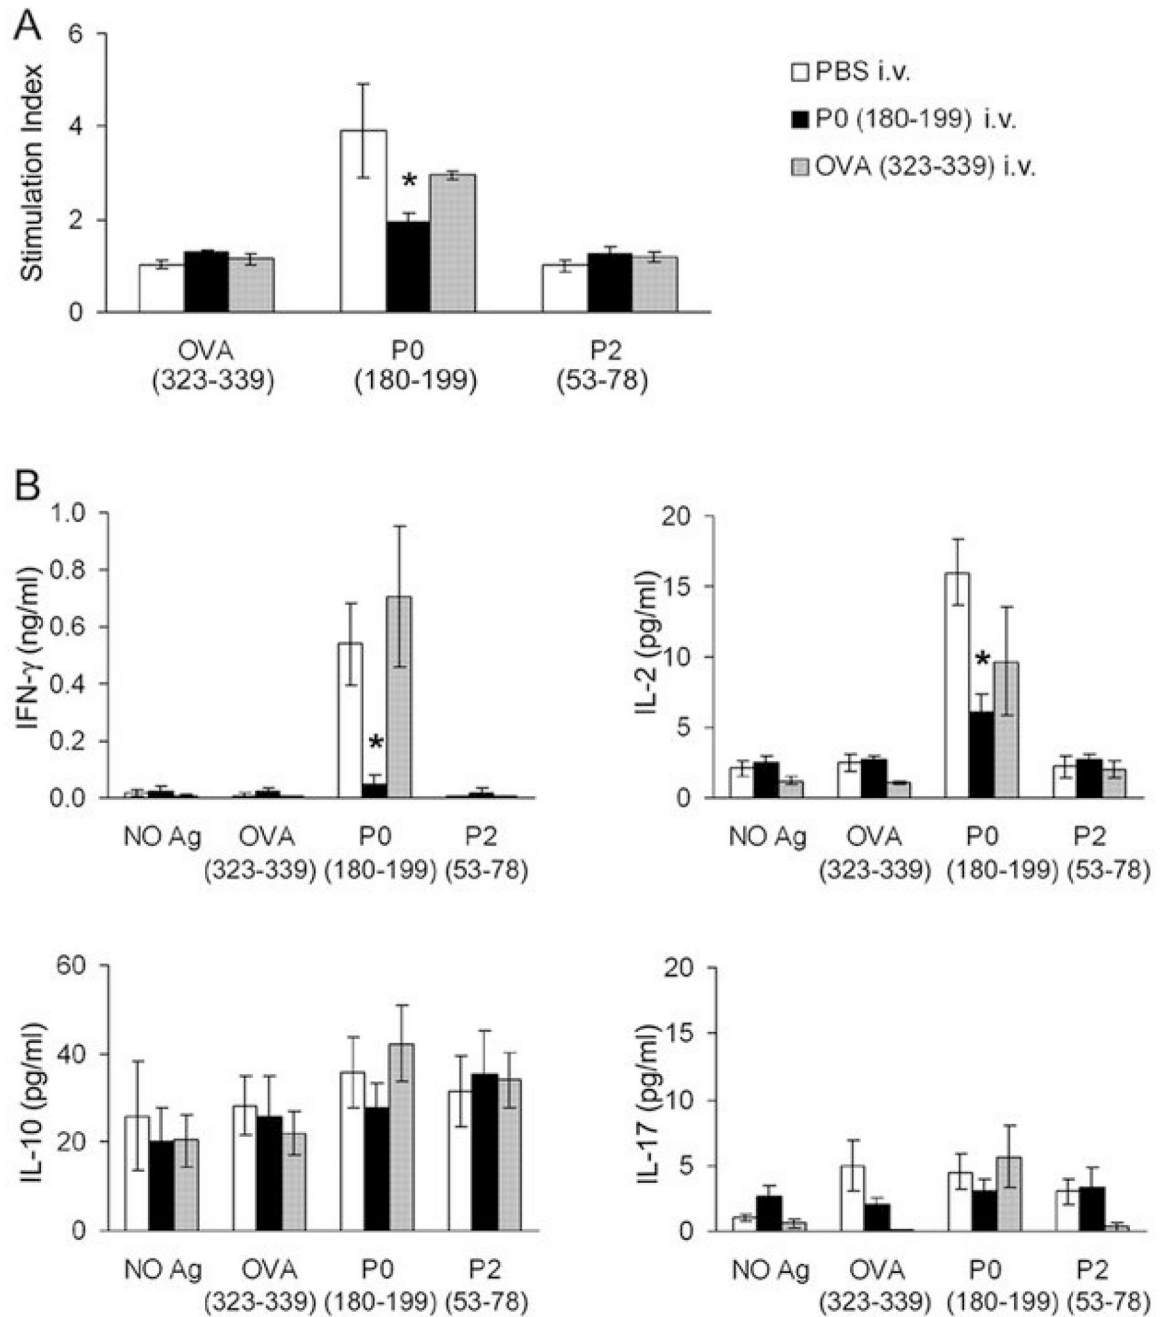 A
6
4
2
0
Stimulation Index
PBS i.v.
P0 (180-199) i.v.
OVA (323-339) i.v.
*
OVA P0 P2
(323-339) (180-199) (53-78)
B
1.0
0.8
0.6
0.4
0.2
0.0
IFN-γ (ng/ml)
*
NO Ag OVA P0 P2
(323-339) (180-199) (53-78)
20
15
10
5
0
IL-2 (pg/ml)
*
NO Ag OVA P0 P2
(323-339) (180-199) (53-78)
60
40
20
0
IL-10 (pg/ml)
NO Ag OVA P0 P2
(323-339) (180-199) (53-78)
20
15
10
5
0
IL-17 (pg/ml)
NO Ag OVA P0 P2
(323-339) (180-199) (53-78)